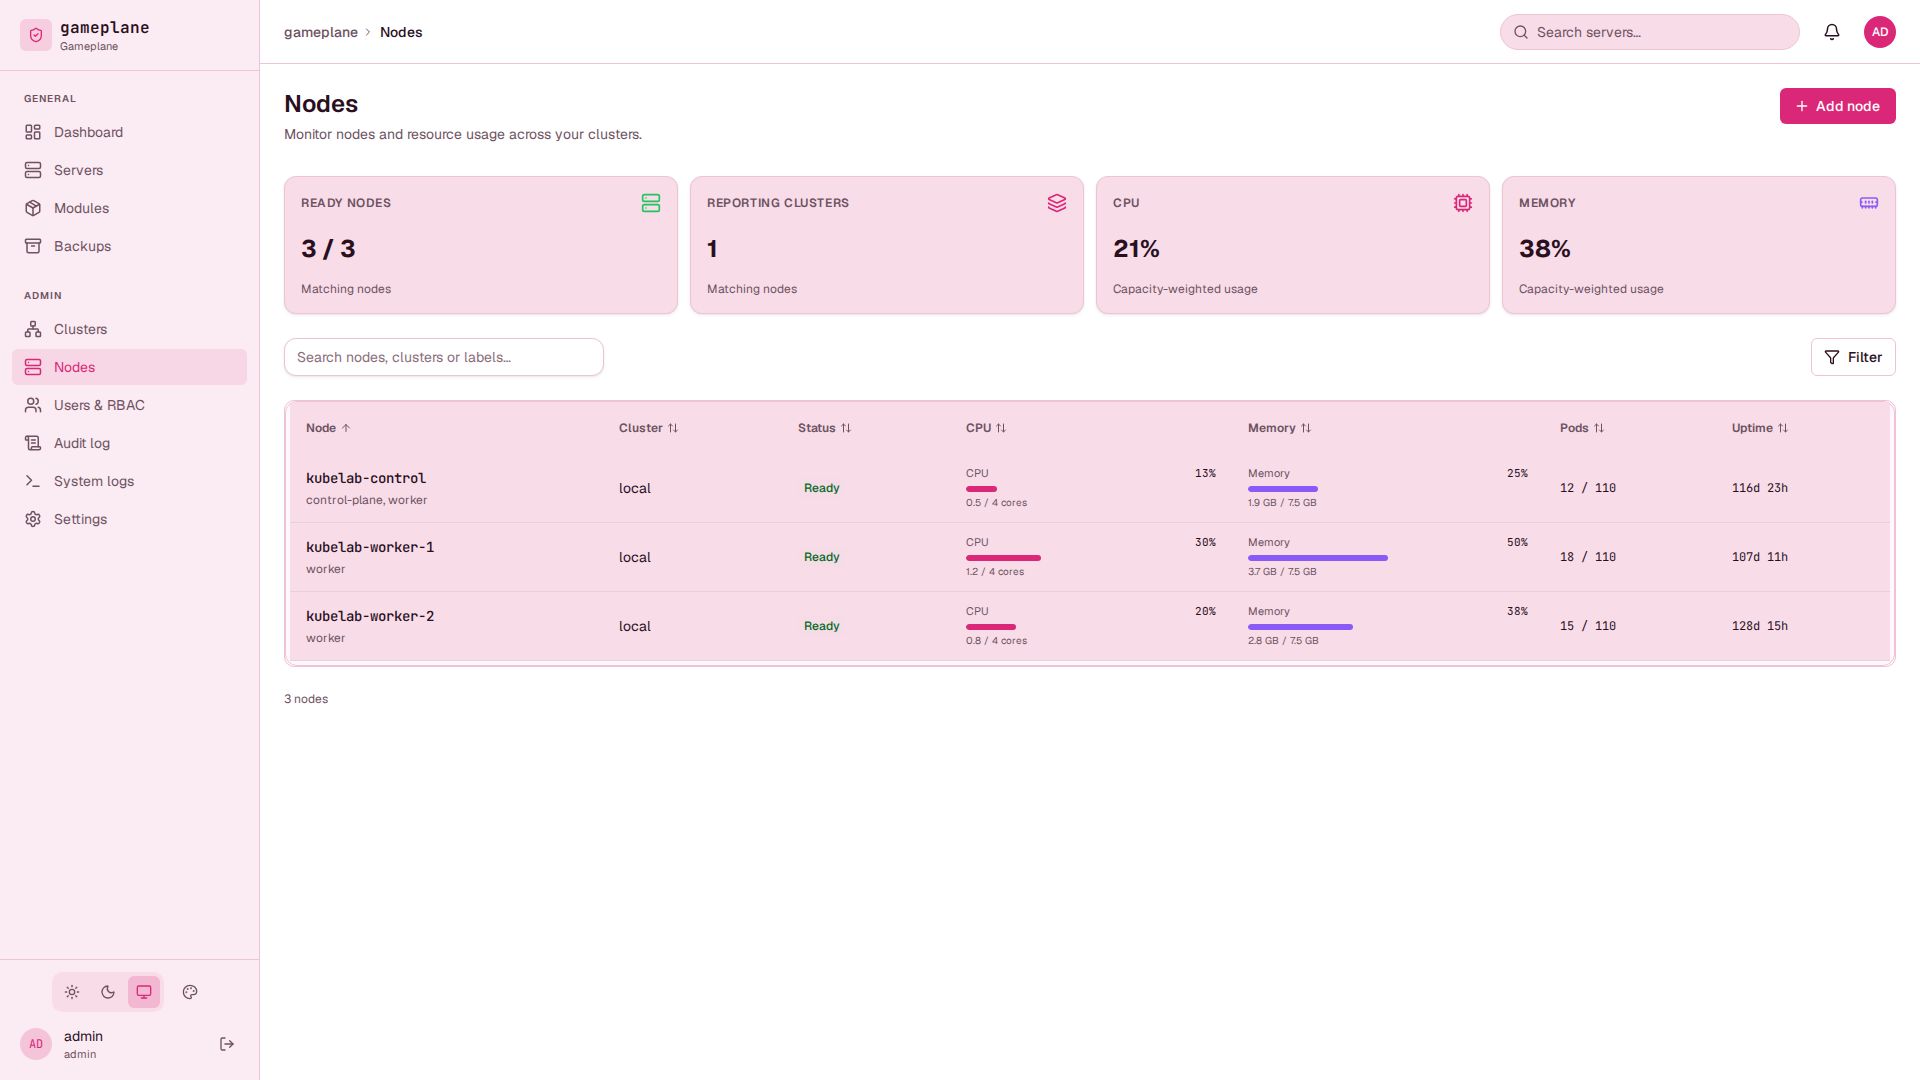 gameplane
Gameplane
GENERAL
Dashboard
Servers
Modules
Backups
ADMIN
Clusters
Nodes
Users & RBAC
Audit log
System logs
Settings
AD
admin
admin
gameplane > Nodes
Search servers...
AD
Nodes
Monitor nodes and resource usage across your clusters.
Add node
READY NODES
3 / 3
Matching nodes
REPORTING CLUSTERS
1
Matching nodes
CPU
21%
Capacity-weighted usage
MEMORY
38%
Capacity-weighted usage
Search nodes, clusters or labels...
Filter
Node Cluster Status CPU Memory Pods Uptime
kubelab-control
control-plane, worker
local
Ready
CPU 13%
0.5 / 4 cores
Memory 25%
1.9 GB / 7.5 GB
12 / 110
116d 23h
kubelab-worker-1
worker
local
Ready
CPU 30%
1.2 / 4 cores
Memory 50%
3.7 GB / 7.5 GB
18 / 110
107d 11h
kubelab-worker-2
worker
local
Ready
CPU 20%
0.8 / 4 cores
Memory 38%
2.8 GB / 7.5 GB
15 / 110
128d 15h
3 nodes